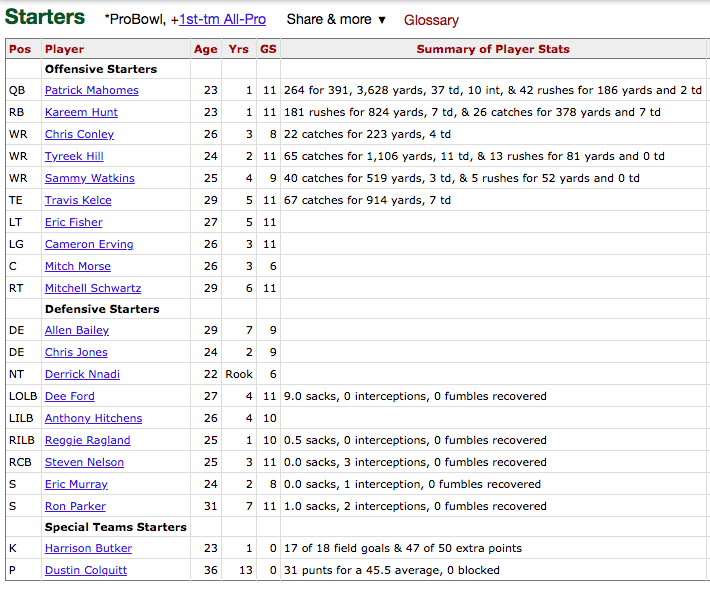 Starters *ProBowl, +1st-tm All-Pro Share & more ▼ Glossary
Pos Player Age Yrs GS Summary of Player Stats
Offensive Starters
QB Patrick Mahomes 23 1 11 264 for 391, 3,628 yards, 37 td, 10 int, & 42 rushes for 186 yards and 2 td
RB Kareem Hunt 23 1 11 181 rushes for 824 yards, 7 td, & 26 catches for 378 yards and 7 td
WR Chris Conley 26 3 8 22 catches for 223 yards, 4 td
WR Tyreek Hill 24 2 11 65 catches for 1,106 yards, 11 td, & 13 rushes for 81 yards and 0 td
WR Sammy Watkins 25 4 9 40 catches for 519 yards, 3 td, & 5 rushes for 52 yards and 0 td
TE Travis Kelce 29 5 11 67 catches for 914 yards, 7 td
LT Eric Fisher 27 5 11
LG Cameron Erving 26 3 11
C Mitch Morse 26 3 6
RT Mitchell Schwartz 29 6 11
Defensive Starters
DE Allen Bailey 29 7 9
DE Chris Jones 24 2 9
NT Derrick Nnadi 22 Rook 6
LOLB Dee Ford 27 4 11 9.0 sacks, 0 interceptions, 0 fumbles recovered
LILB Anthony Hitchens 26 4 10
RILB Reggie Ragland 25 1 10 0.5 sacks, 0 interceptions, 0 fumbles recovered
RCB Steven Nelson 25 3 11 0.0 sacks, 3 interceptions, 0 fumbles recovered
S Eric Murray 24 2 8 0.0 sacks, 1 interception, 0 fumbles recovered
S Ron Parker 31 7 11 1.0 sacks, 2 interceptions, 0 fumbles recovered
Special Teams Starters
K Harrison Butker 23 1 0 17 of 18 field goals & 47 of 50 extra points
P Dustin Colquitt 36 13 0 31 punts for a 45.5 average, 0 blocked